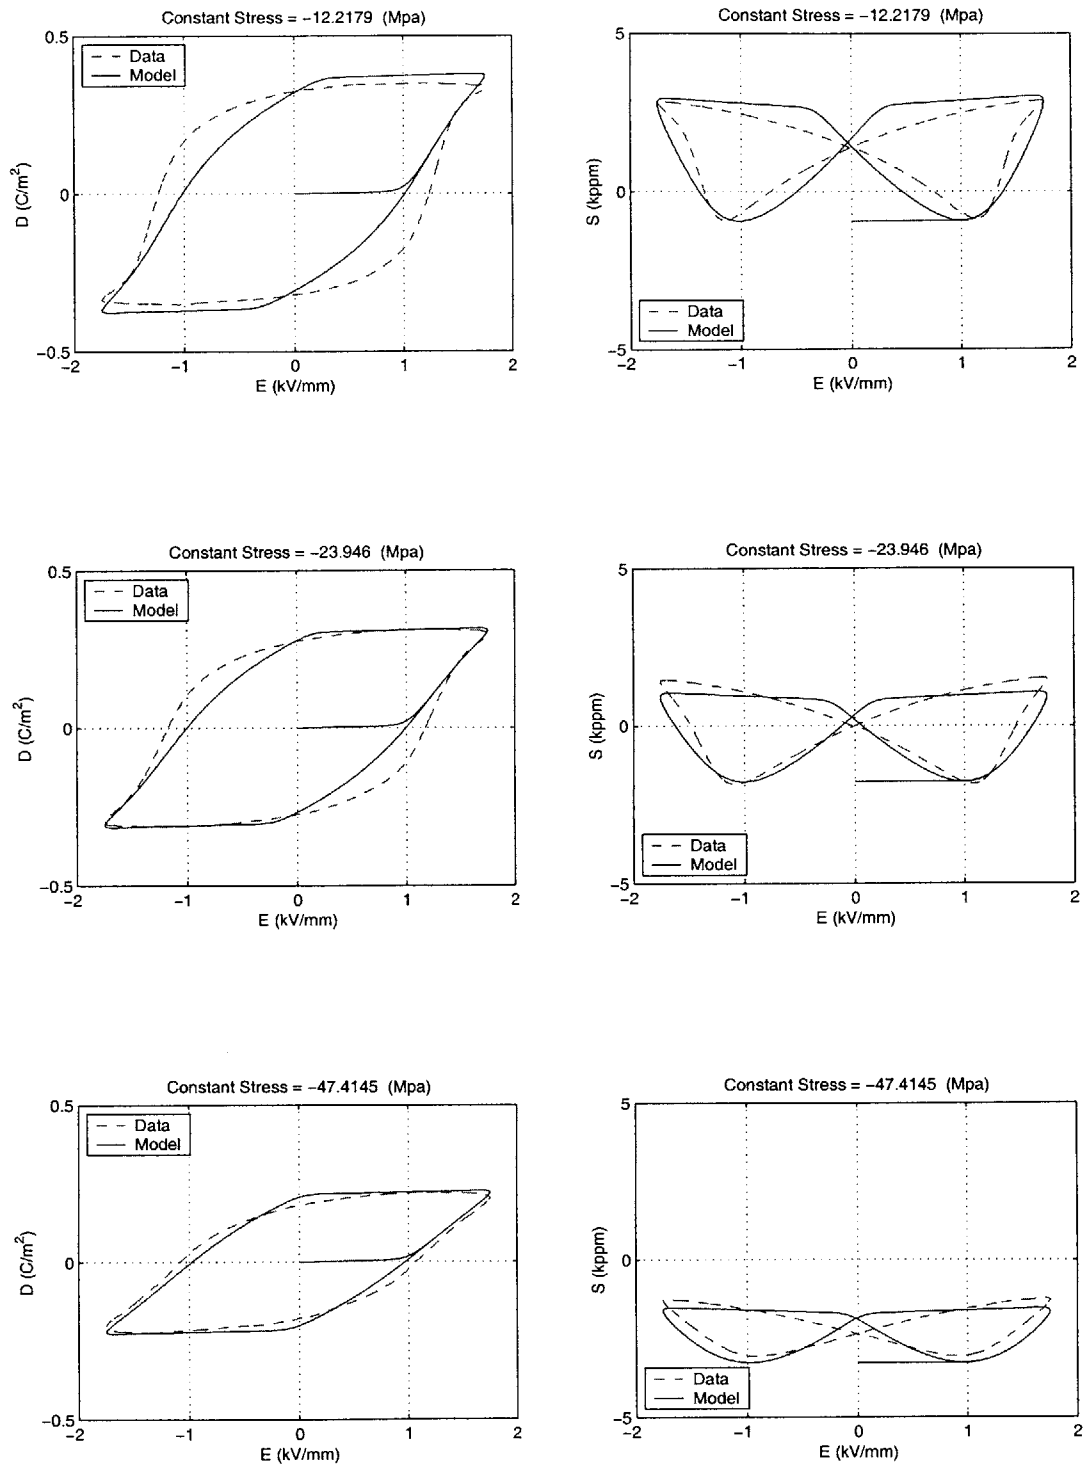 Constant Stress = −12.2179 (Mpa)
0.5
Data
Model
D (C/m²)
0
−0.5
−2
−1
0
1
2
E (kV/mm)
Constant Stress = −12.2179 (Mpa)
5
S (kppm)
0
Data
Model
−5
−2
−1
0
1
2
E (kV/mm)
Constant Stress = −23.946 (Mpa)
0.5
Data
Model
D (C/m²)
0
−0.5
−2
−1
0
1
2
E (kV/mm)
Constant Stress = −23.946 (Mpa)
5
S (kppm)
0
Data
Model
−5
−2
−1
0
1
2
E (kV/mm)
Constant Stress = −47.4145 (Mpa)
0.5
Data
Model
D (C/m²)
0
−0.5
−2
−1
0
1
2
E (kV/mm)
Constant Stress = −47.4145 (Mpa)
5
S (kppm)
0
Data
Model
−5
−2
−1
0
1
2
E (kV/mm)